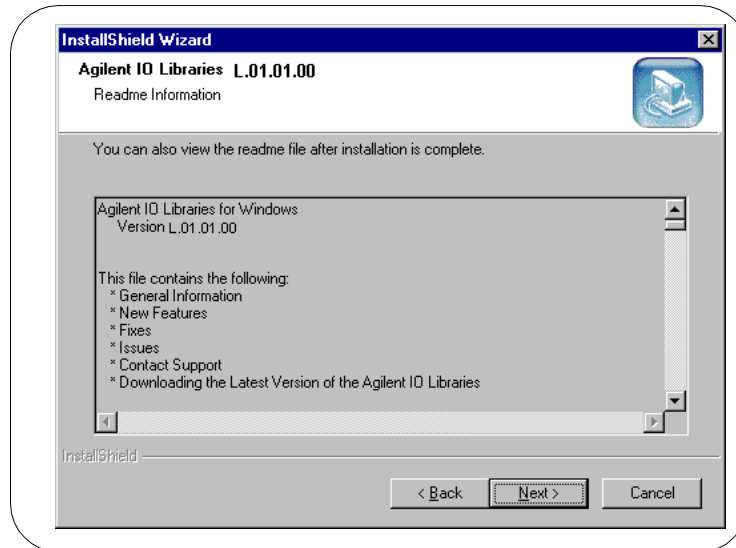 InstallShield Wizard
Agilent IO Libraries L.01.01.00
Readme Information
You can also view the readme file after installation is complete.
Agilent IO Libraries for Windows
Version L.01.01.00
This file contains the following:
* General Information
* New Features
* Fixes
* Issues
* Contact Support
* Downloading the Latest Version of the Agilent IO Libraries
InstallShield
< Back Next > Cancel